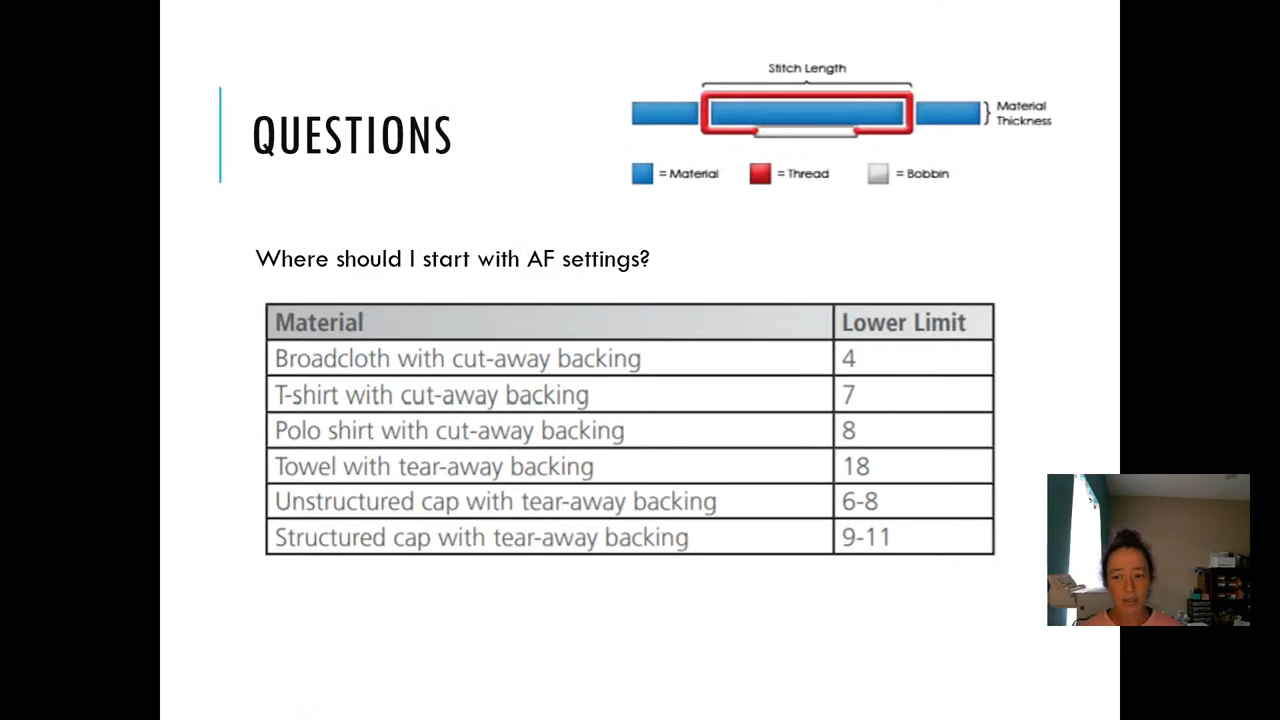 QUESTIONS
Stitch Length
Material
Thickness
= Material = Thread = Bobbin
Where should I start with AF settings?
Material Lower Limit
Broadcloth with cut-away backing 4
T-shirt with cut-away backing 7
Polo shirt with cut-away backing 8
Towel with tear-away backing 18
Unstructured cap with tear-away backing 6-8
Structured cap with tear-away backing 9-11